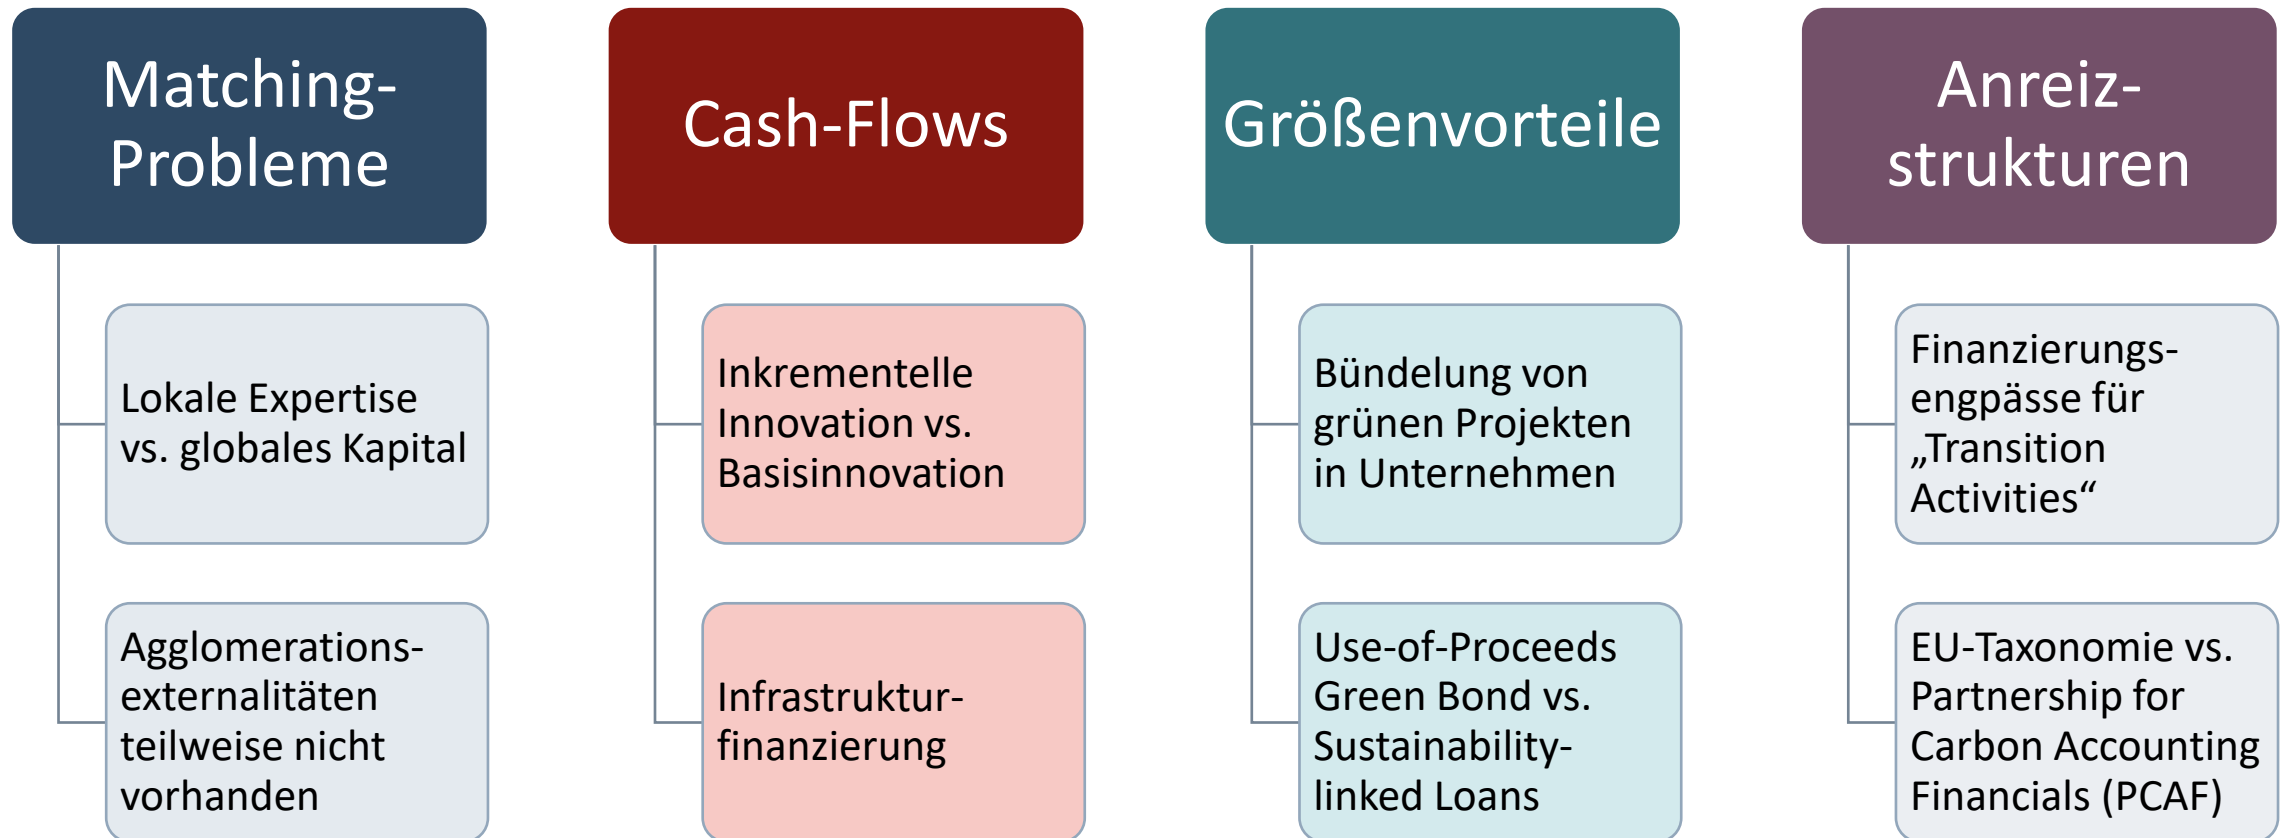 Matching-
Probleme
Lokale Expertise
vs. globales Kapital
Agglomerations-
externalitäten
teilweise nicht
vorhanden
Cash-Flows
Inkrementelle
Innovation vs.
Basisinnovation
Infrastruktur-
finanzierung
Größenvorteile
Bündelung von
grünen Projekten
in Unternehmen
Use-of-Proceeds
Green Bond vs.
Sustainability-
linked Loans
Anreiz-
strukturen
Finanzierungs-
engpässe für
„Transition
Activities“
EU-Taxonomie vs.
Partnership for
Carbon Accounting
Financials (PCAF)